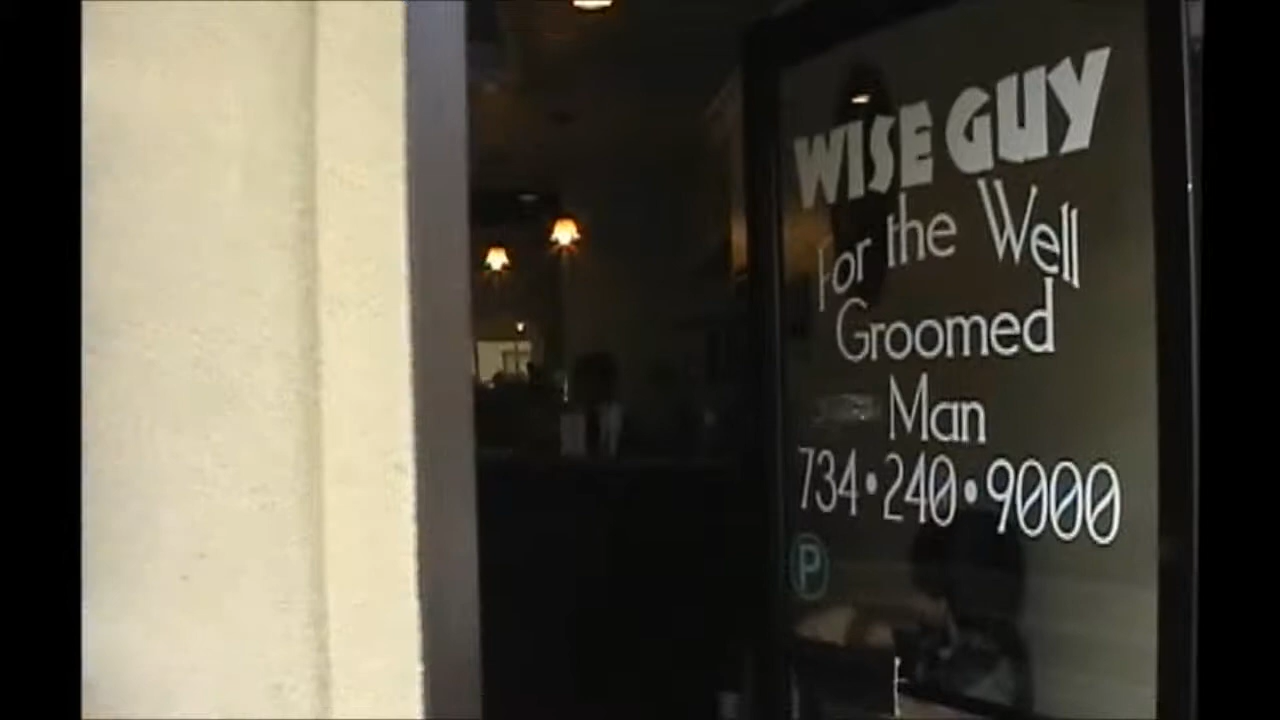 WISE GUY
For the Well
Groomed
Man
734•240•9000
P